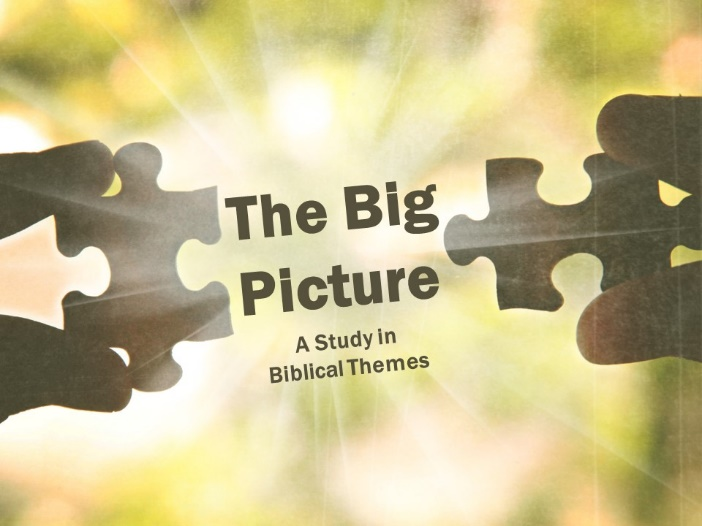 The Big
Picture
A Study in
Biblical Themes